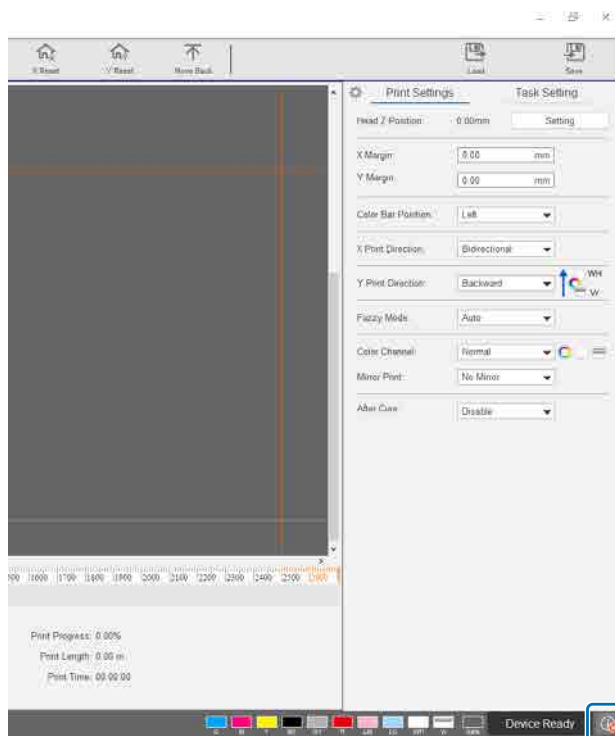 X Reset Y Reset Move Back Load Save
Print Settings Task Setting
Head Z Position: 0.00mm Setting
X Margin: 0.00 mm
Y Margin: 0.00 mm
Color Bar Position: Left
X Print Direction: Bidirectional
Y Print Direction: Backward WH
W
Fuzzy Mode: Auto
Color Channel: Normal
Mirror Print: No Mirror
After Cure: Disable
1600 1700 1800 1900 2000 2100 2200 2300 2400 2500
Print Progress: 0.00%
Print Length: 0.00 m
Print Time: 00:00:00
Device Ready